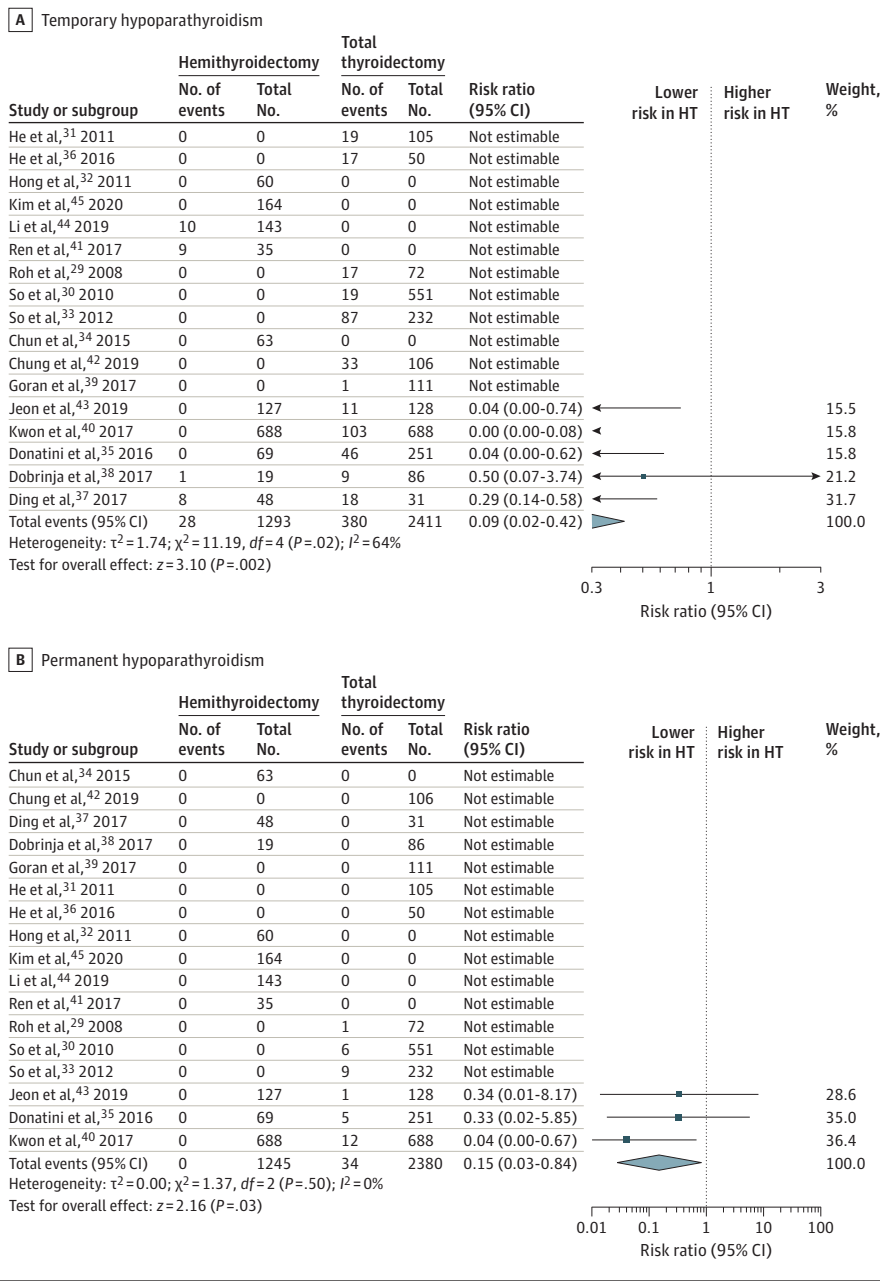 A Temporary hypoparathyroidism
Hemithyroidectomy Total thyroidectomy
Study or subgroup No. of events Total No. No. of events Total No. Risk ratio (95% CI) Lower risk in HT Higher risk in HT Weight, %
He et al,31 2011 0 0 19 105 Not estimable
He et al,36 2016 0 0 17 50 Not estimable
Hong et al,32 2011 0 60 0 0 Not estimable
Kim et al,45 2020 0 164 0 0 Not estimable
Li et al,44 2019 10 143 0 0 Not estimable
Ren et al,41 2017 9 35 0 0 Not estimable
Roh et al,29 2008 0 0 17 72 Not estimable
So et al,30 2010 0 0 19 551 Not estimable
So et al,33 2012 0 0 87 232 Not estimable
Chun et al,34 2015 0 63 0 0 Not estimable
Chung et al,42 2019 0 0 33 106 Not estimable
Goran et al,39 2017 0 0 1 111 Not estimable
Jeon et al,43 2019 0 127 11 128 0.04 (0.00-0.74) 15.5
Kwon et al,40 2017 0 688 103 688 0.00 (0.00-0.08) 15.8
Donatini et al,35 2016 0 69 46 251 0.04 (0.00-0.62) 15.8
Dobrinja et al,38 2017 1 19 9 86 0.50 (0.07-3.74) 21.2
Ding et al,37 2017 8 48 18 31 0.29 (0.14-0.58) 31.7
Total events (95% CI) 28 1293 380 2411 0.09 (0.02-0.42) 100.0
Heterogeneity: τ2 = 1.74; χ2 = 11.19, df = 4 (P = .02); I2 = 64%
Test for overall effect: z = 3.10 (P = .002)
0.3 1 3
Risk ratio (95% CI)
B Permanent hypoparathyroidism
Hemithyroidectomy Total thyroidectomy
Study or subgroup No. of events Total No. No. of events Total No. Risk ratio (95% CI) Lower risk in HT Higher risk in HT Weight, %
Chun et al,34 2015 0 63 0 0 Not estimable
Chung et al,42 2019 0 0 0 106 Not estimable
Ding et al,37 2017 0 48 0 31 Not estimable
Dobrinja et al,38 2017 0 19 0 86 Not estimable
Goran et al,39 2017 0 0 0 111 Not estimable
He et al,31 2011 0 0 0 105 Not estimable
He et al,36 2016 0 0 0 50 Not estimable
Hong et al,32 2011 0 60 0 0 Not estimable
Kim et al,45 2020 0 164 0 0 Not estimable
Li et al,44 2019 0 143 0 0 Not estimable
Ren et al,41 2017 0 35 0 0 Not estimable
Roh et al,29 2008 0 0 1 72 Not estimable
So et al,30 2010 0 0 6 551 Not estimable
So et al,33 2012 0 0 9 232 Not estimable
Jeon et al,43 2019 0 127 1 128 0.34 (0.01-8.17) 28.6
Donatini et al,35 2016 0 69 5 251 0.33 (0.02-5.85) 35.0
Kwon et al,40 2017 0 688 12 688 0.04 (0.00-0.67) 36.4
Total events (95% CI) 0 1245 34 2380 0.15 (0.03-0.84) 100.0
Heterogeneity: τ2 = 0.00; χ2 = 1.37, df = 2 (P = .50); I2 = 0%
Test for overall effect: z = 2.16 (P = .03)
0.01 0.1 1 10 100
Risk ratio (95% CI)